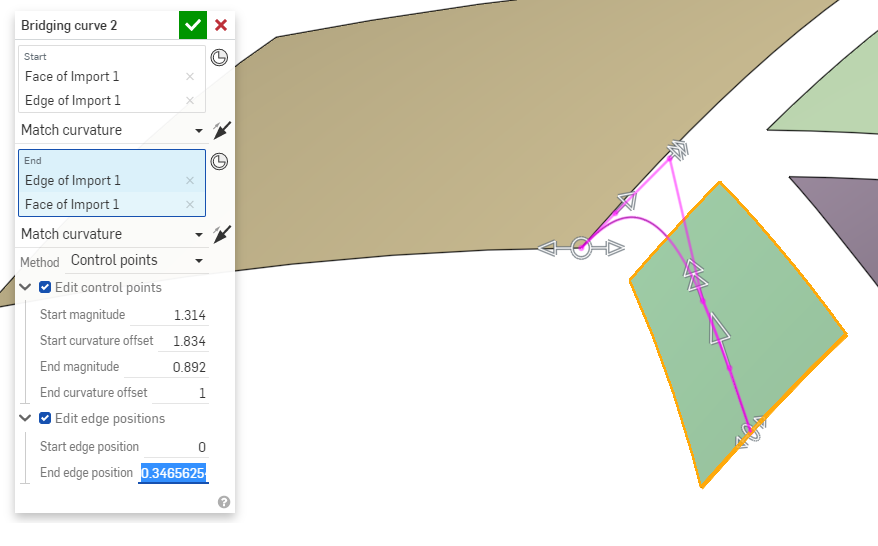 Bridging curve 2
Start
Face of Import 1
Edge of Import 1
Match curvature
End
Edge of Import 1
Face of Import 1
Match curvature
Method Control points
Edit control points
Start magnitude 1.314
Start curvature offset 1.834
End magnitude 0.892
End curvature offset 1
Edit edge positions
Start edge position 0
End edge position 0.3465625